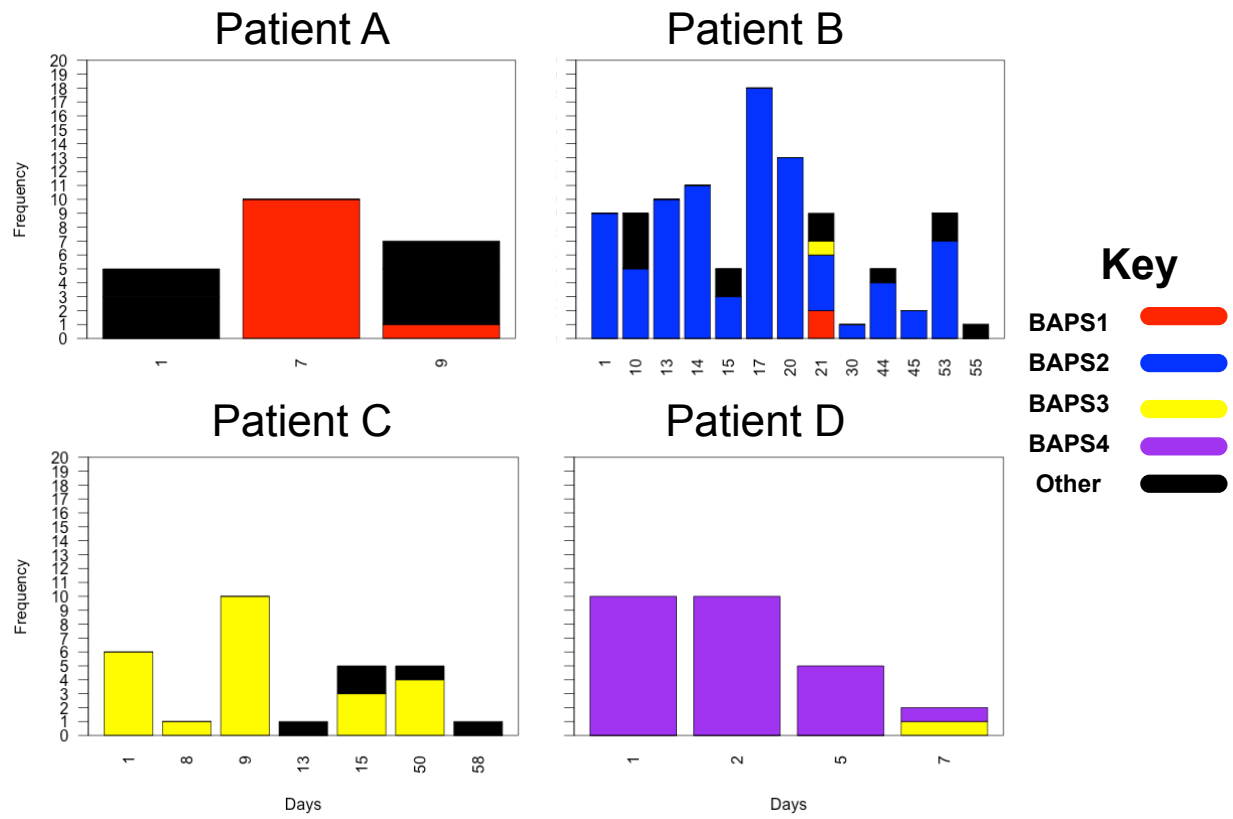 Patient A
Patient B
20
19
18
17
16
15
14
13
12
11
10
9
8
7
6
5
4
3
2
1
0
Frequency
1 7 9
1 10 13 14 15 17 20 21 30 44 45 53 55
Key
BAPS1
BAPS2
BAPS3
BAPS4
Other
Patient C
Patient D
20
19
18
17
16
15
14
13
12
11
10
9
8
7
6
5
4
3
2
1
0
Frequency
1 8 9 13 15 50 58
Days
1 2 5 7
Days